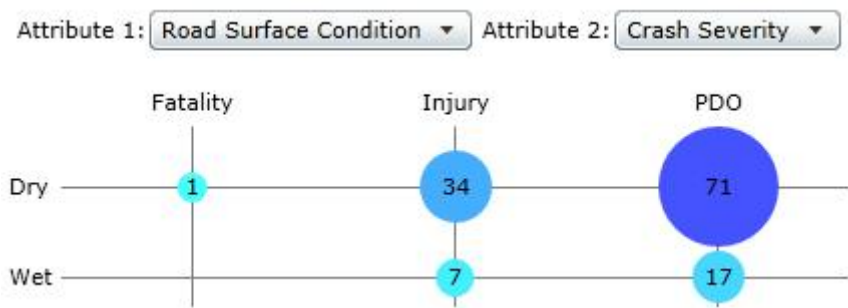 Attribute 1: Road Surface Condition Attribute 2: Crash Severity
Fatality Injury PDO
Dry 1 34 71
Wet 7 17